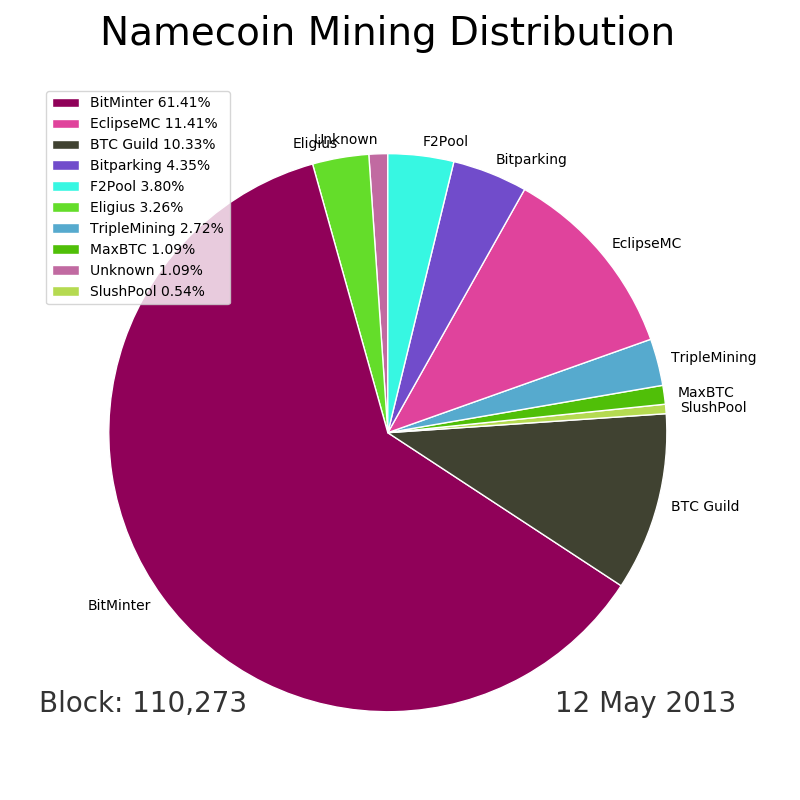 Namecoin Mining Distribution
BitMinter 61.41%
EclipseMC 11.41%
BTC Guild 10.33%
Bitparking 4.35%
F2Pool 3.80%
Eligius 3.26%
TripleMining 2.72%
MaxBTC 1.09%
Unknown 1.09%
SlushPool 0.54%
Eligius
Unknown
F2Pool
Bitparking
EclipseMC
TripleMining
MaxBTC
SlushPool
BTC Guild
BitMinter
Block: 110,273
12 May 2013